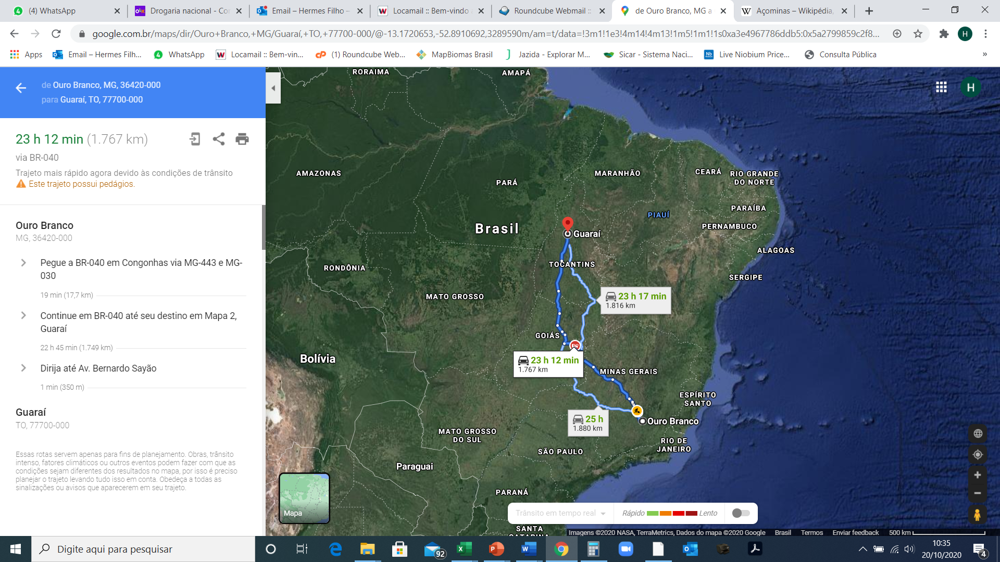 (4) WhatsApp
Drogaria nacional - Co
Email – Hermes Filho –
Locamail :: Bem-vindo
Roundcube Webmail ::
de Ouro Branco, MG a
Açominas – Wikipédia,
google.com.br/maps/dir/Ouro+Branco,+MG/Guaraí,+TO,+77700-000/@-13.1720653,-52.8910692,3289590m/am=t/data=!3m1!1e3!4m14!4m13!1m5!1m1!1s0xa3e4967786ddb5:0x5a2799859c2f8...
H
Apps
Email – Hermes Filh...
WhatsApp
Locamail :: Bem-vin...
(1) Roundcube Web...
MapBiomas Brasil
Jazida - Explorar M...
Sicar - Sistema Naci...
Nb
Live Niobium Price...
Consulta Pública
»
de Ouro Branco, MG, 36420-000
para Guaraí, TO, 77700-000
23 h 12 min (1.767 km)
via BR-040
Trajeto mais rápido agora devido às condições de trânsito
Este trajeto possui pedágios.
Ouro Branco
MG, 36420-000
Pegue a BR-040 em Congonhas via MG-443 e MG-
030
19 min (17,7 km)
Continue em BR-040 até seu destino em Mapa 2,
Guaraí
22 h 45 min (1.749 km)
Dirija até Av. Bernardo Sayão
1 min (350 m)
Guaraí
TO, 77700-000
Essas rotas servem apenas para fins de planejamento. Obras, trânsito
intenso, fatores climáticos ou outros eventos podem fazer com que as
condições sejam diferentes dos resultados no mapa, por isso é preciso
planejar o trajeto levando tudo isso em conta. Obedeça a todas as
sinalizações ou avisos que aparecerem em seu trajeto.
RORAIMA
AMAPÁ
H
AMAZONAS
PARÁ
MARANHÃO
CEARÁ
RIO GRANDE
DO NORTE
PARAÍBA
PIAUÍ
PERNAMBUCO
Brasil
Guaraí
ALAGOAS
TOCANTINS
RONDÔNIA
SERGIPE
MATO GROSSO
23 h 17 min
1.816 km
GOIÁS
Bolívia
23 h 12 min
1.767 km
MINAS GERAIS
ESPÍRITO
SANTO
25 h
1.880 km
Ouro Branco
MATO GROSSO
DO SUL
RIO DE
JANEIRO
SÃO PAULO
Paraguai
PARANÁ
Mapa
Trânsito em tempo real
Rápido
Lento
SANTA
CATARINA
Imagens ©2020 NASA, TerraMetrics, Dados do mapa ©2020 Google
Brasil
Termos
Enviar feedback
500 km
Digite aqui para pesquisar
92
10:35
20/10/2020
4